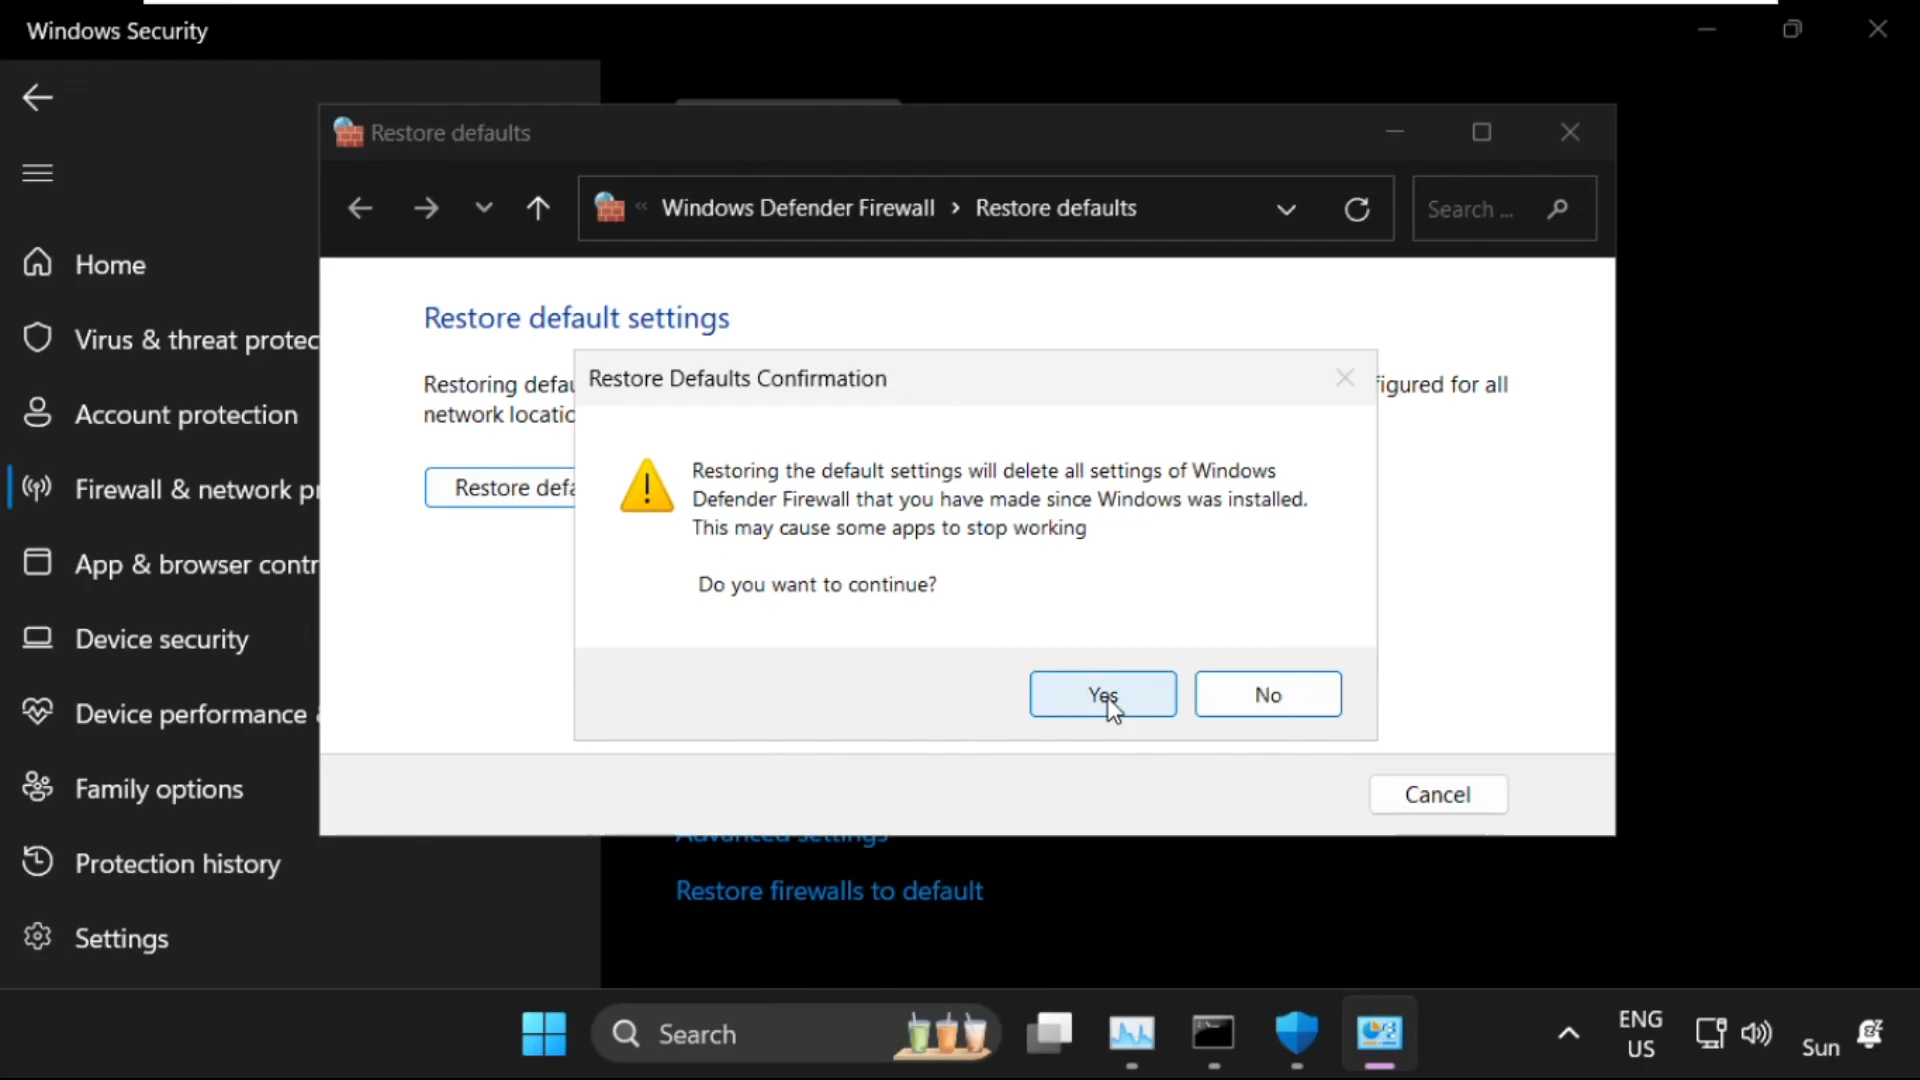 Windows Security
Restore defaults
« Windows Defender Firewall › Restore defaults
Search ...
Home
Virus & threat protec
Account protection
Firewall & network p
App & browser contr
Device security
Device performance
Family options
Protection history
Settings
Restore default settings
Restoring defau
figured for all
network locatio
Restore defa
Restore Defaults Confirmation
Restoring the default settings will delete all settings of Windows
Defender Firewall that you have made since Windows was installed.
This may cause some apps to stop working
Do you want to continue?
Yes
No
Cancel
Advanced settings
Restore firewalls to default
Search
ENG
US
Sun